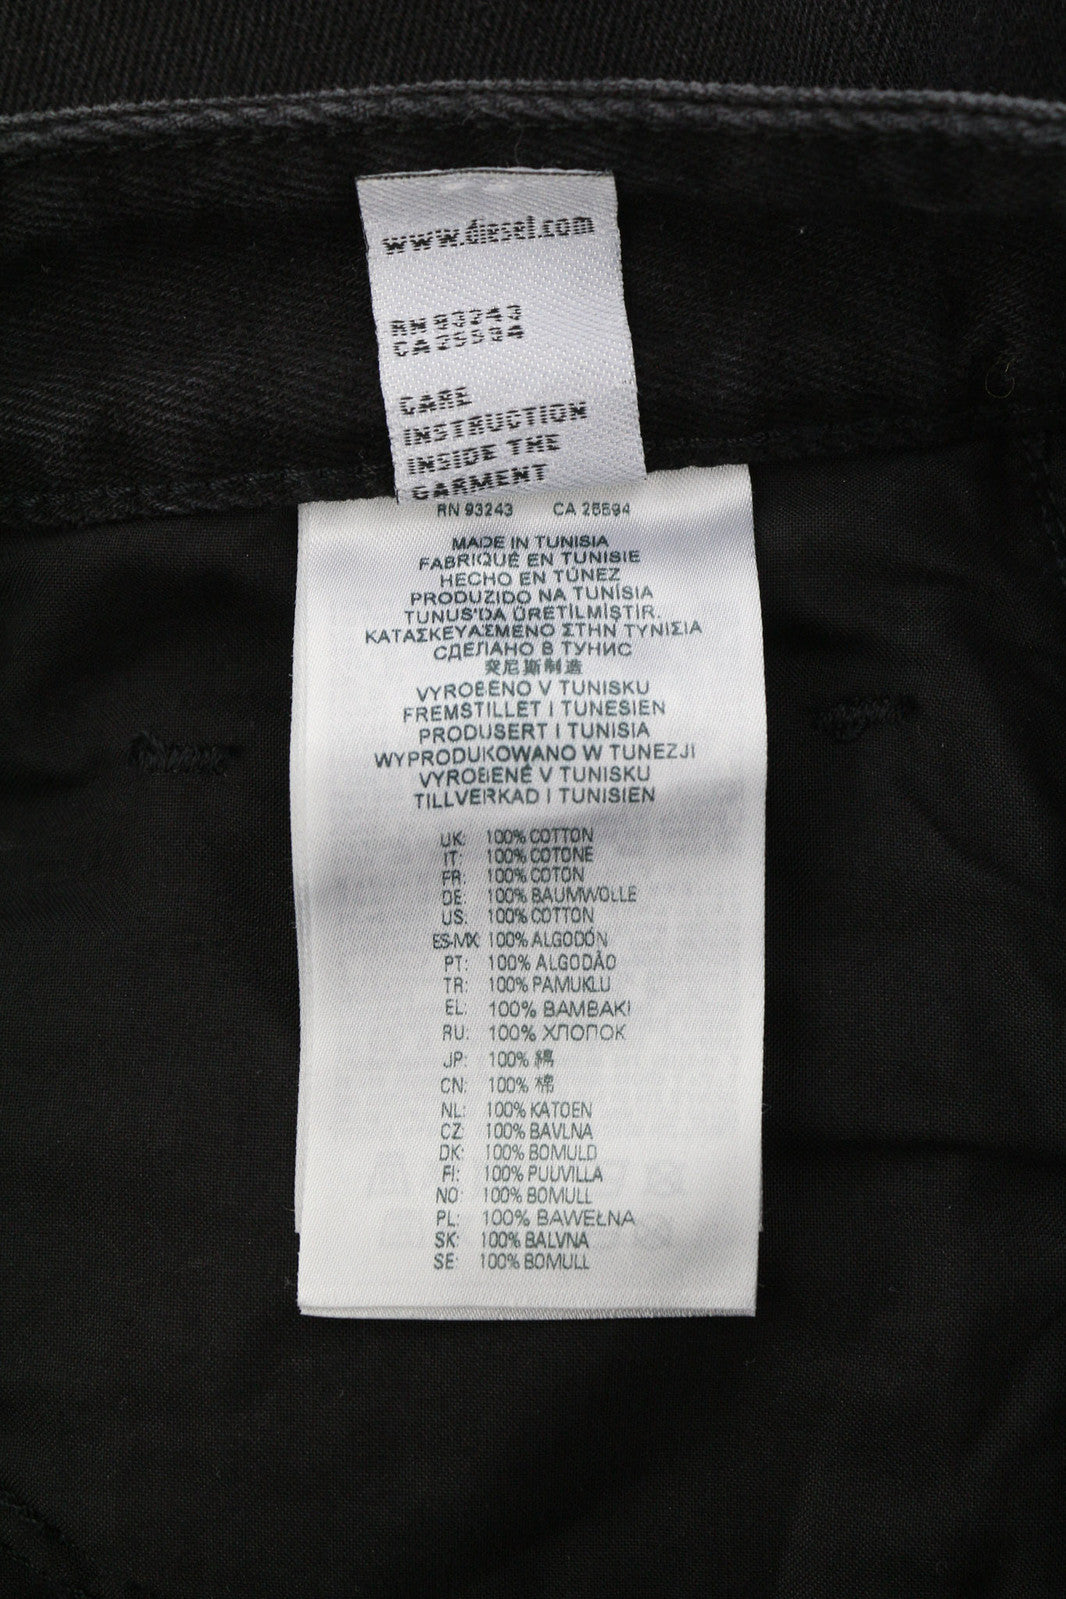 www.diesel.com
RN 93243
CA 25594
CARE
INSTRUCTION
INSIDE THE
GARMENT
RN 93243 CA 25594
MADE IN TUNISIA
FABRIQUÉ EN TUNISIE
HECHO EN TÚNEZ
PRODUZIDO NA TUNÍSIA
TUNUS'DA ÜRETİLMİŞTİR.
ΚΑΤΑΣΚΕΥΑΣΜΕΝΟ ΣΤΗΝ ΤΥΝΙΣΙΑ
СДЕЛАНО В ТУНИС
突尼斯制造
VYROBENO V TUNISKU
FREMSTILLET I TUNESIEN
PRODUSERT I TUNISIA
WYPRODUKOWANO W TUNEZJI
VYROBENÉ V TUNISKU
TILLVERKAD I TUNISIEN
UK: 100% COTTON
IT: 100% COTONE
FR: 100% COTON
DE: 100% BAUMWOLLE
US: 100% COTTON
ES-MX: 100% ALGODÓN
PT: 100% ALGODÃO
TR: 100% PAMUKLU
EL: 100% ΒΑΜΒΑΚΙ
RU: 100% ХЛОПОК
JP: 100% 綿
CN: 100% 棉
NL: 100% KATOEN
CZ: 100% BAVLNA
DK: 100% BOMULD
FI: 100% PUUVILLA
NO: 100% BOMULL
PL: 100% BAWEŁNA
SK: 100% BALVNA
SE: 100% BOMULL